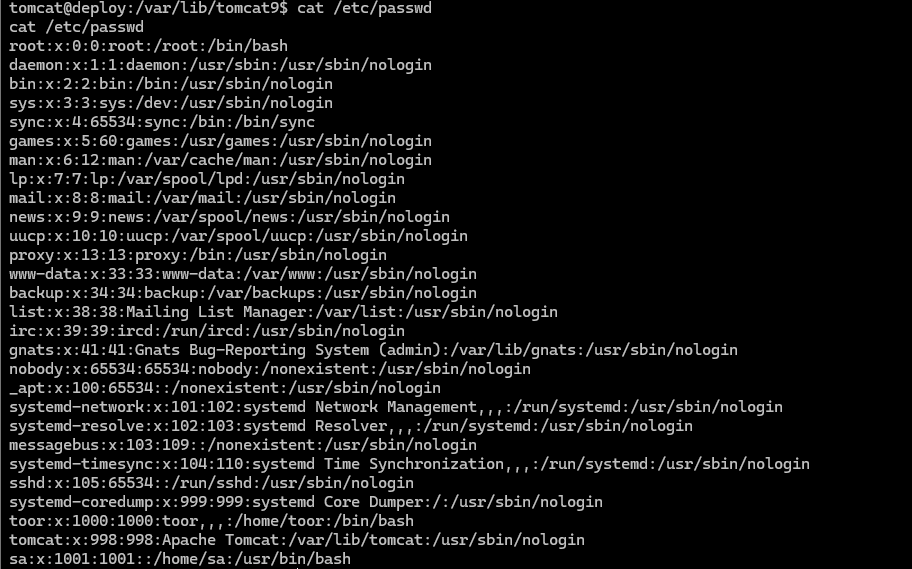 tomcat@deploy:/var/lib/tomcat9$ cat /etc/passwd
cat /etc/passwd
root:x:0:0:root:/root:/bin/bash
daemon:x:1:1:daemon:/usr/sbin:/usr/sbin/nologin
bin:x:2:2:bin:/bin:/usr/sbin/nologin
sys:x:3:3:sys:/dev:/usr/sbin/nologin
sync:x:4:65534:sync:/bin:/bin/sync
games:x:5:60:games:/usr/games:/usr/sbin/nologin
man:x:6:12:man:/var/cache/man:/usr/sbin/nologin
lp:x:7:7:lp:/var/spool/lpd:/usr/sbin/nologin
mail:x:8:8:mail:/var/mail:/usr/sbin/nologin
news:x:9:9:news:/var/spool/news:/usr/sbin/nologin
uucp:x:10:10:uucp:/var/spool/uucp:/usr/sbin/nologin
proxy:x:13:13:proxy:/bin:/usr/sbin/nologin
www-data:x:33:33:www-data:/var/www:/usr/sbin/nologin
backup:x:34:34:backup:/var/backups:/usr/sbin/nologin
list:x:38:38:Mailing List Manager:/var/list:/usr/sbin/nologin
irc:x:39:39:ircd:/run/ircd:/usr/sbin/nologin
gnats:x:41:41:Gnats Bug-Reporting System (admin):/var/lib/gnats:/usr/sbin/nologin
nobody:x:65534:65534:nobody:/nonexistent:/usr/sbin/nologin
_apt:x:100:65534::/nonexistent:/usr/sbin/nologin
systemd-network:x:101:102:systemd Network Management,,,:/run/systemd:/usr/sbin/nologin
systemd-resolve:x:102:103:systemd Resolver,,,:/run/systemd:/usr/sbin/nologin
messagebus:x:103:109::/nonexistent:/usr/sbin/nologin
systemd-timesync:x:104:110:systemd Time Synchronization,,,:/run/systemd:/usr/sbin/nologin
sshd:x:105:65534::/run/sshd:/usr/sbin/nologin
systemd-coredump:x:999:999:systemd Core Dumper:/:/usr/sbin/nologin
toor:x:1000:1000:toor,,,:/home/toor:/bin/bash
tomcat:x:998:998:Apache Tomcat:/var/lib/tomcat:/usr/sbin/nologin
sa:x:1001:1001::/home/sa:/usr/bin/bash